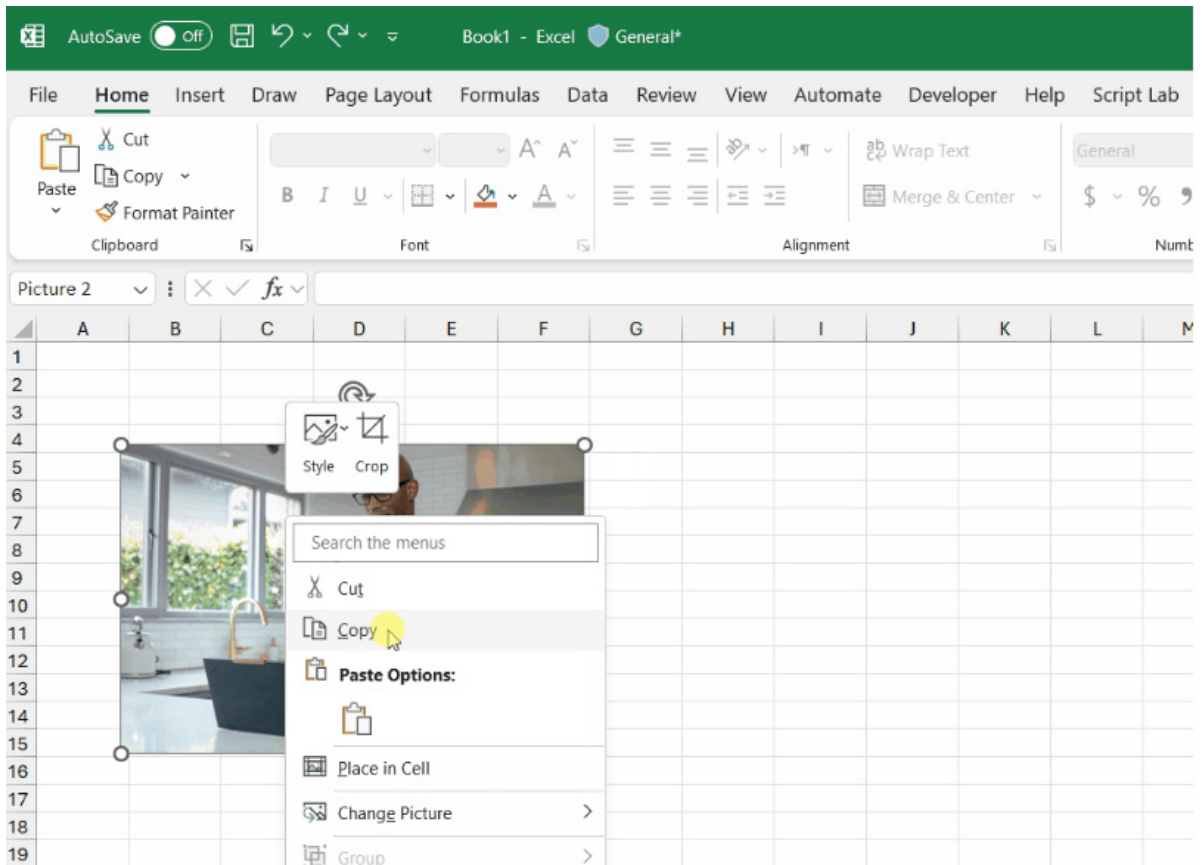 AutoSave Off Book1 - Excel General*
File Home Insert Draw Page Layout Formulas Data Review View Automate Developer Help Script Lab
Paste
Cut
Copy
Format Painter
Clipboard
A^ A˅
B I U A
Font
ab Wrap Text
Merge & Center
Alignment
General
$ %
Numb
Picture 2 fx
A B C D E F G H I J K L M
1
2
3
4
5
6
7
8
9
10
11
12
13
14
15
16
17
18
19
Style Crop
Search the menus
Cut
Copy
Paste Options:
Place in Cell
Change Picture
Group